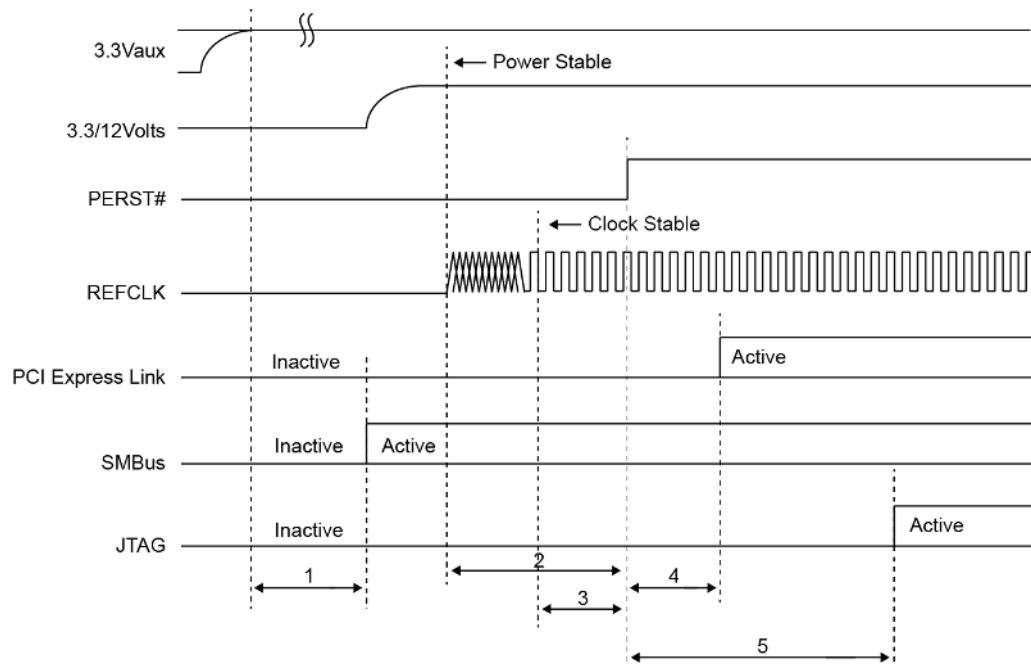 3.3Vaux
← Power Stable
3.3/12Volts
PERST#
← Clock Stable
REFCLK
Active
Inactive
PCI Express Link
Inactive Active
SMBus
Active
Inactive
JTAG
1 2 4
3
5